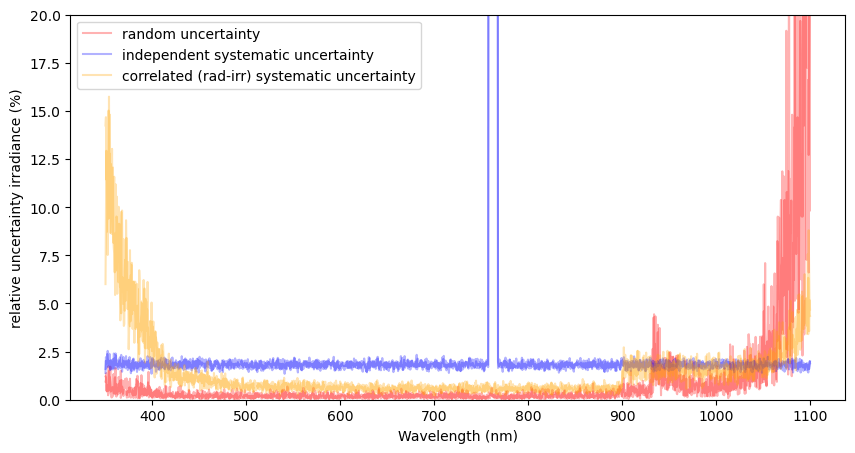 random uncertainty
independent systematic uncertainty
correlated (rad-irr) systematic uncertainty
relative uncertainty irradiance (%)
20.0
17.5
15.0
12.5
10.0
7.5
5.0
2.5
0.0
400 500 600 700 800 900 1000 1100
Wavelength (nm)